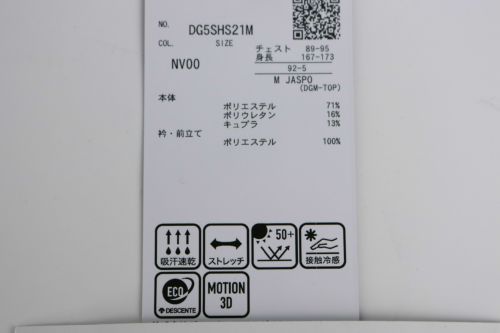 NO. DG5SHS21M
COL. SIZE
チェスト 89-95
NV00 身長 167-173
92-5
M JASPO
(DGM-TOP)
本体
ポリエステル 71%
ポリウレタン 16%
キュプラ 13%
衿・前立て
ポリエステル 100%
50+
吸汗速乾 ストレッチ 接触冷感
ECO MOTION
3D
DESCENTE